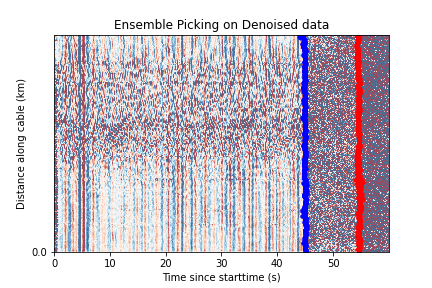 Ensemble Picking on Denoised data
Distance along cable (km)
0.0
0 10 20 30 40 50
Time since starttime (s)